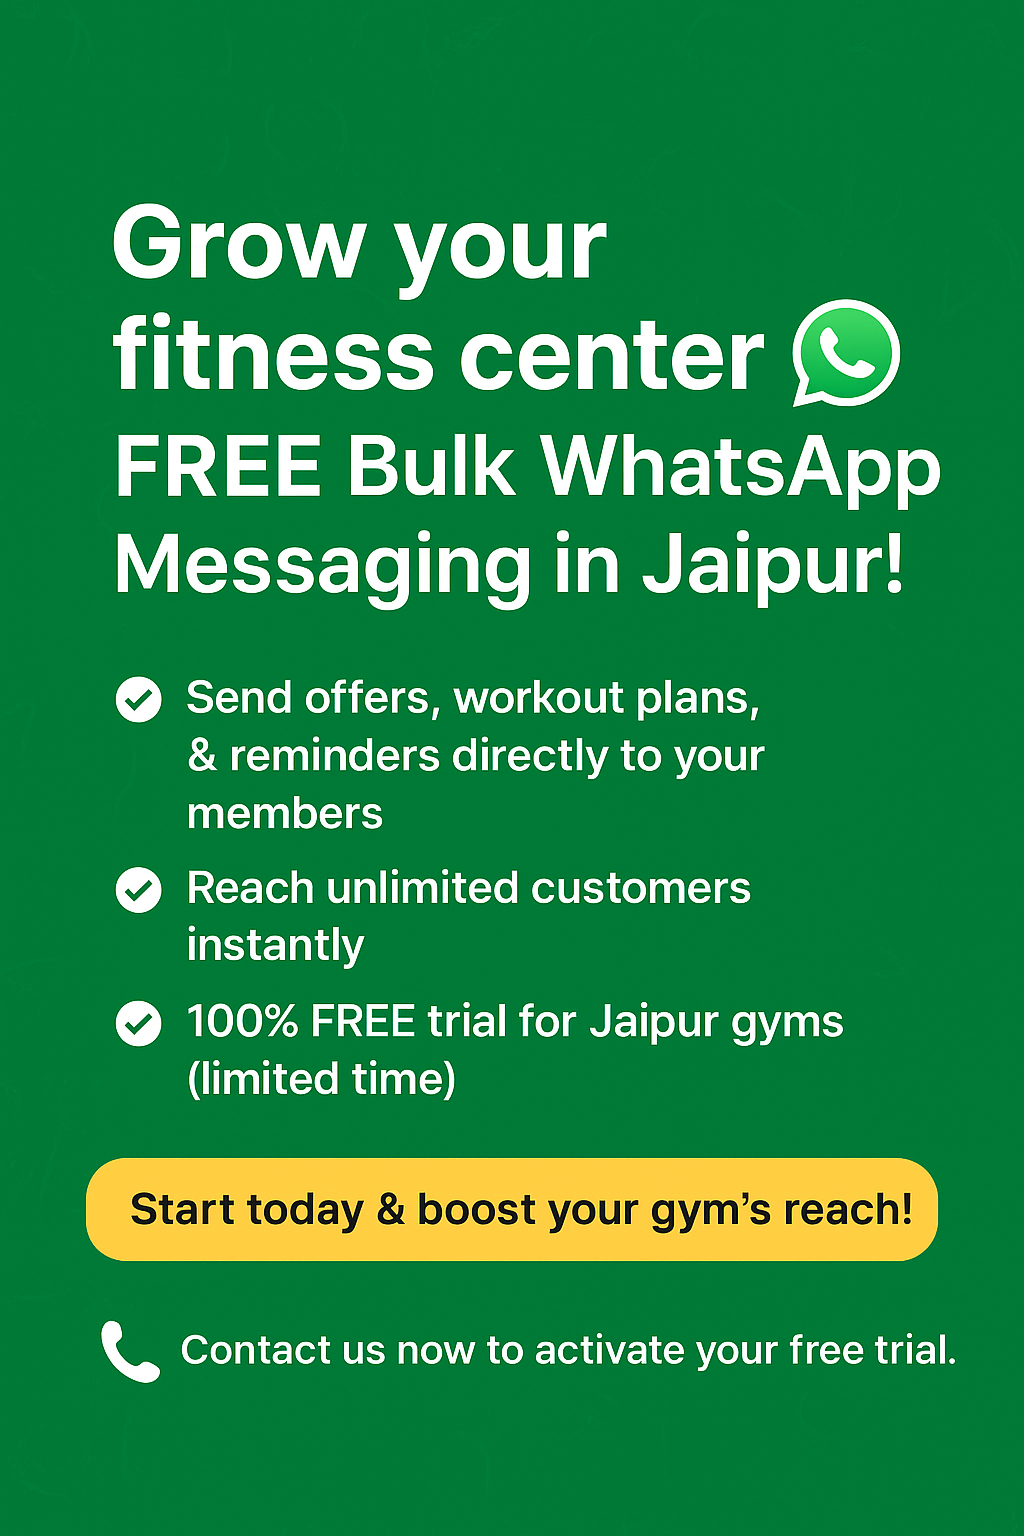 Grow your
fitness center
FREE Bulk WhatsApp
Messaging in Jaipur!
Send offers, workout plans,
& reminders directly to your
members
Reach unlimited customers
instantly
100% FREE trial for Jaipur gyms
(limited time)
Start today & boost your gym’s reach!
Contact us now to activate your free trial.